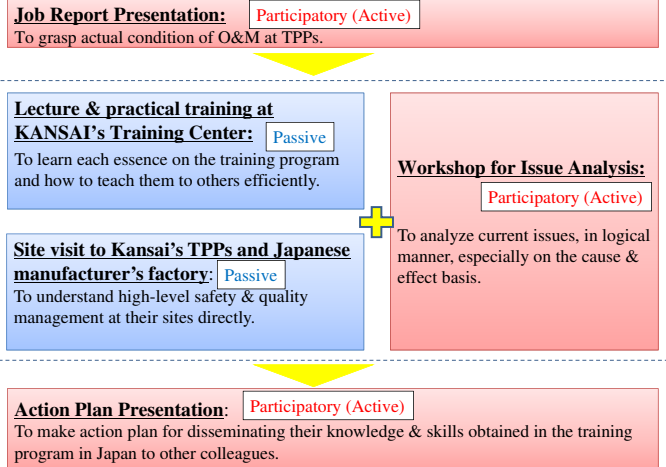 Job Report Presentation: Participatory (Active)
To grasp actual condition of O&M at TPPs.
Lecture & practical training at
KANSAI's Training Center: Passive
To learn each essence on the training program
and how to teach them to others efficiently.
Site visit to Kansai's TPPs and Japanese
manufacturer's factory: Passive
To understand high-level safety & quality
management at their sites directly.
Workshop for Issue Analysis:
Participatory (Active)
To analyze current issues, in logical
manner, especially on the cause &
effect basis.
Action Plan Presentation: Participatory (Active)
To make action plan for disseminating their knowledge & skills obtained in the training
program in Japan to other colleagues.